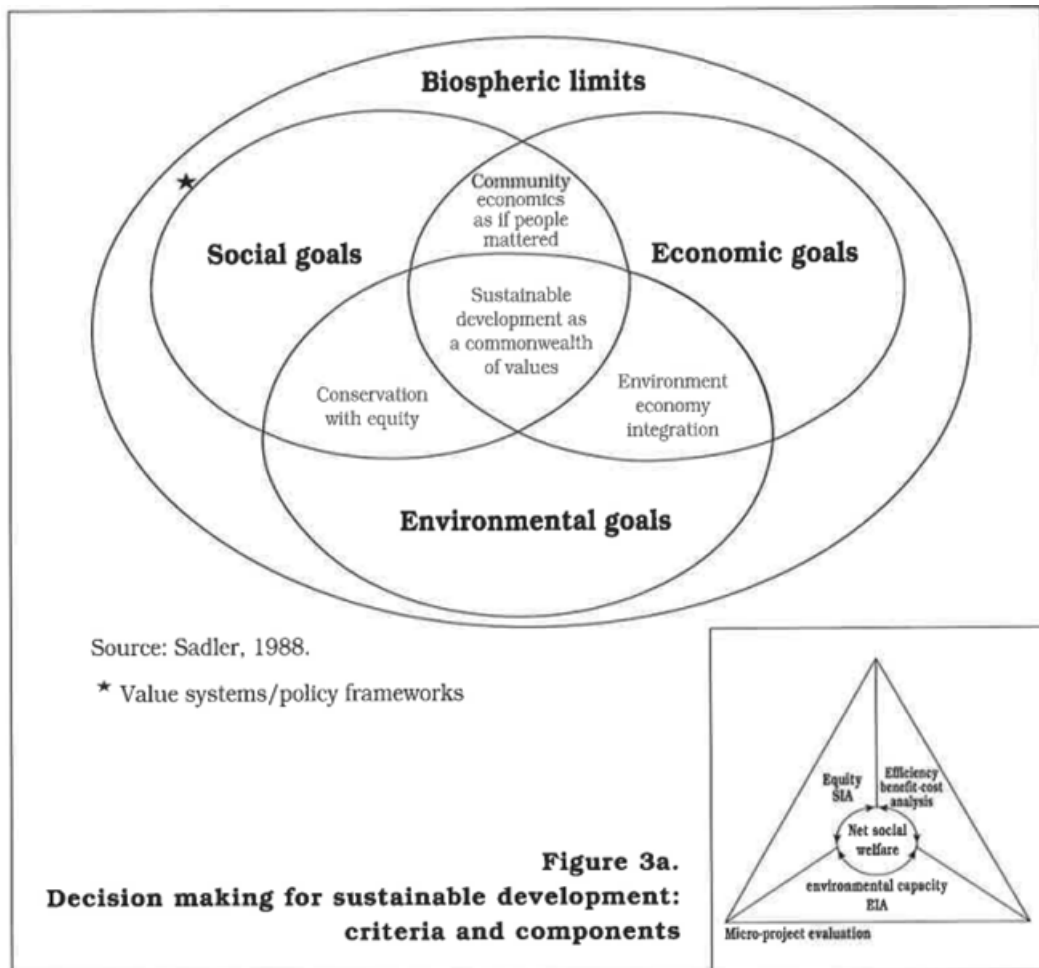 Biospheric limits
★
Community
economics
as if people
mattered
Social goals
Economic goals
Sustainable
development as
a commonwealth
of values
Conservation
with equity
Environment
economy
integration
Environmental goals
Source: Sadler, 1988.
★ Value systems/policy frameworks
Figure 3a.
Decision making for sustainable development:
criteria and components
Equity
SIA
Efficiency
benefit-cost
analysis
Net social
welfare
environmental capacity
EIA
Micro-project evaluation